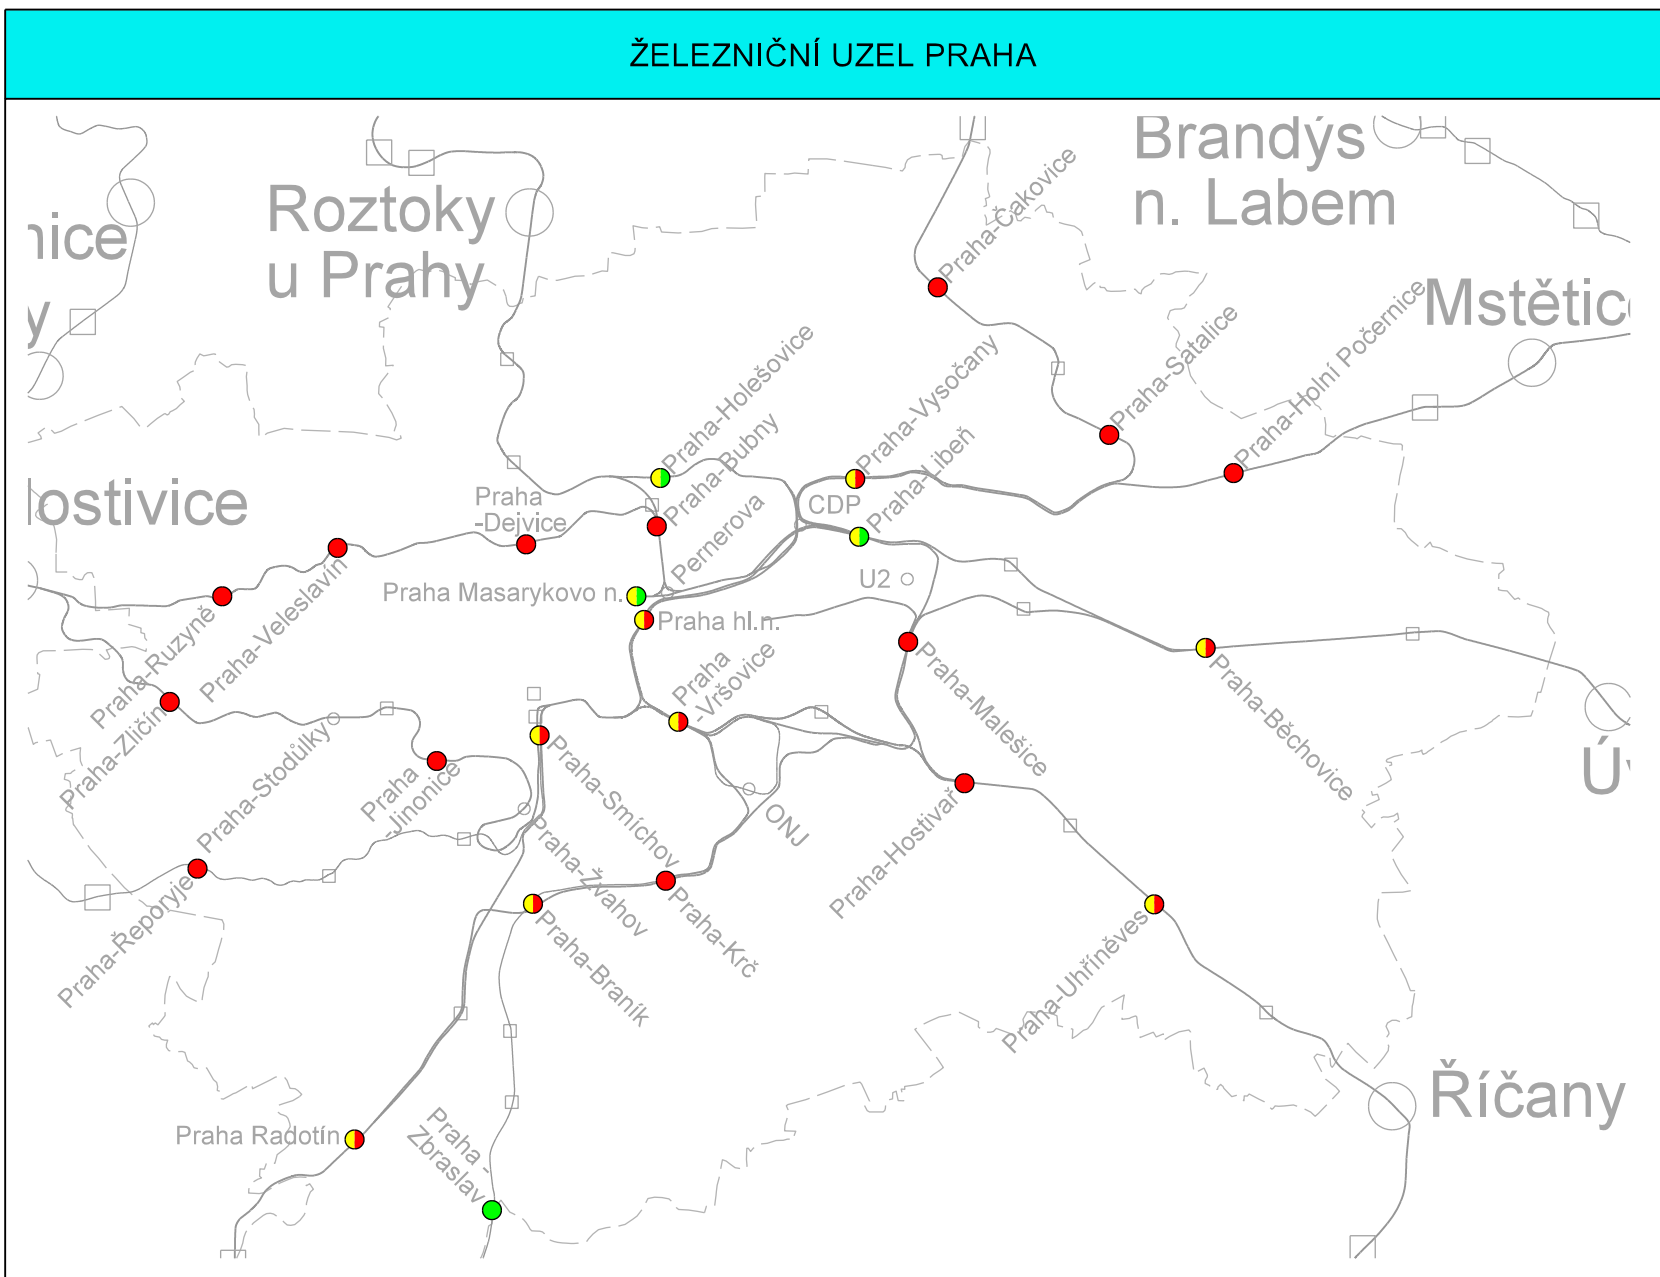 ŽELEZNIČNÍ UZEL PRAHA
Brandýs
n. Labem
Roztoky
u Prahy
nice
y
Praha-Čakovice
Mstětic
Praha-Satalice
Praha-Holní Počernice
Praha-Holešovice
Praha-Bubny
Praha-Vysočany
Praha-Libeň
CDP
ostivice
Praha
-Dejvice
Pernerova
U2
Praha Masarykovo n.
Praha hl.n.
Praha-Ruzyně
Praha-Veleslavín
Praha
-Vršovice
Praha-Malešice
Praha-Běchovice
Praha-Zličín
Praha-Stodůlky
Praha
-Jinonice
Praha-Smíchov
ONJ
Praha-Hostivař
Ú
Praha-Řeporyje
Praha-Žvahov
Praha-Krč
Praha-Braník
Praha-Uhříněves
Říčany
Praha Radotín
Praha -
Zbraslav